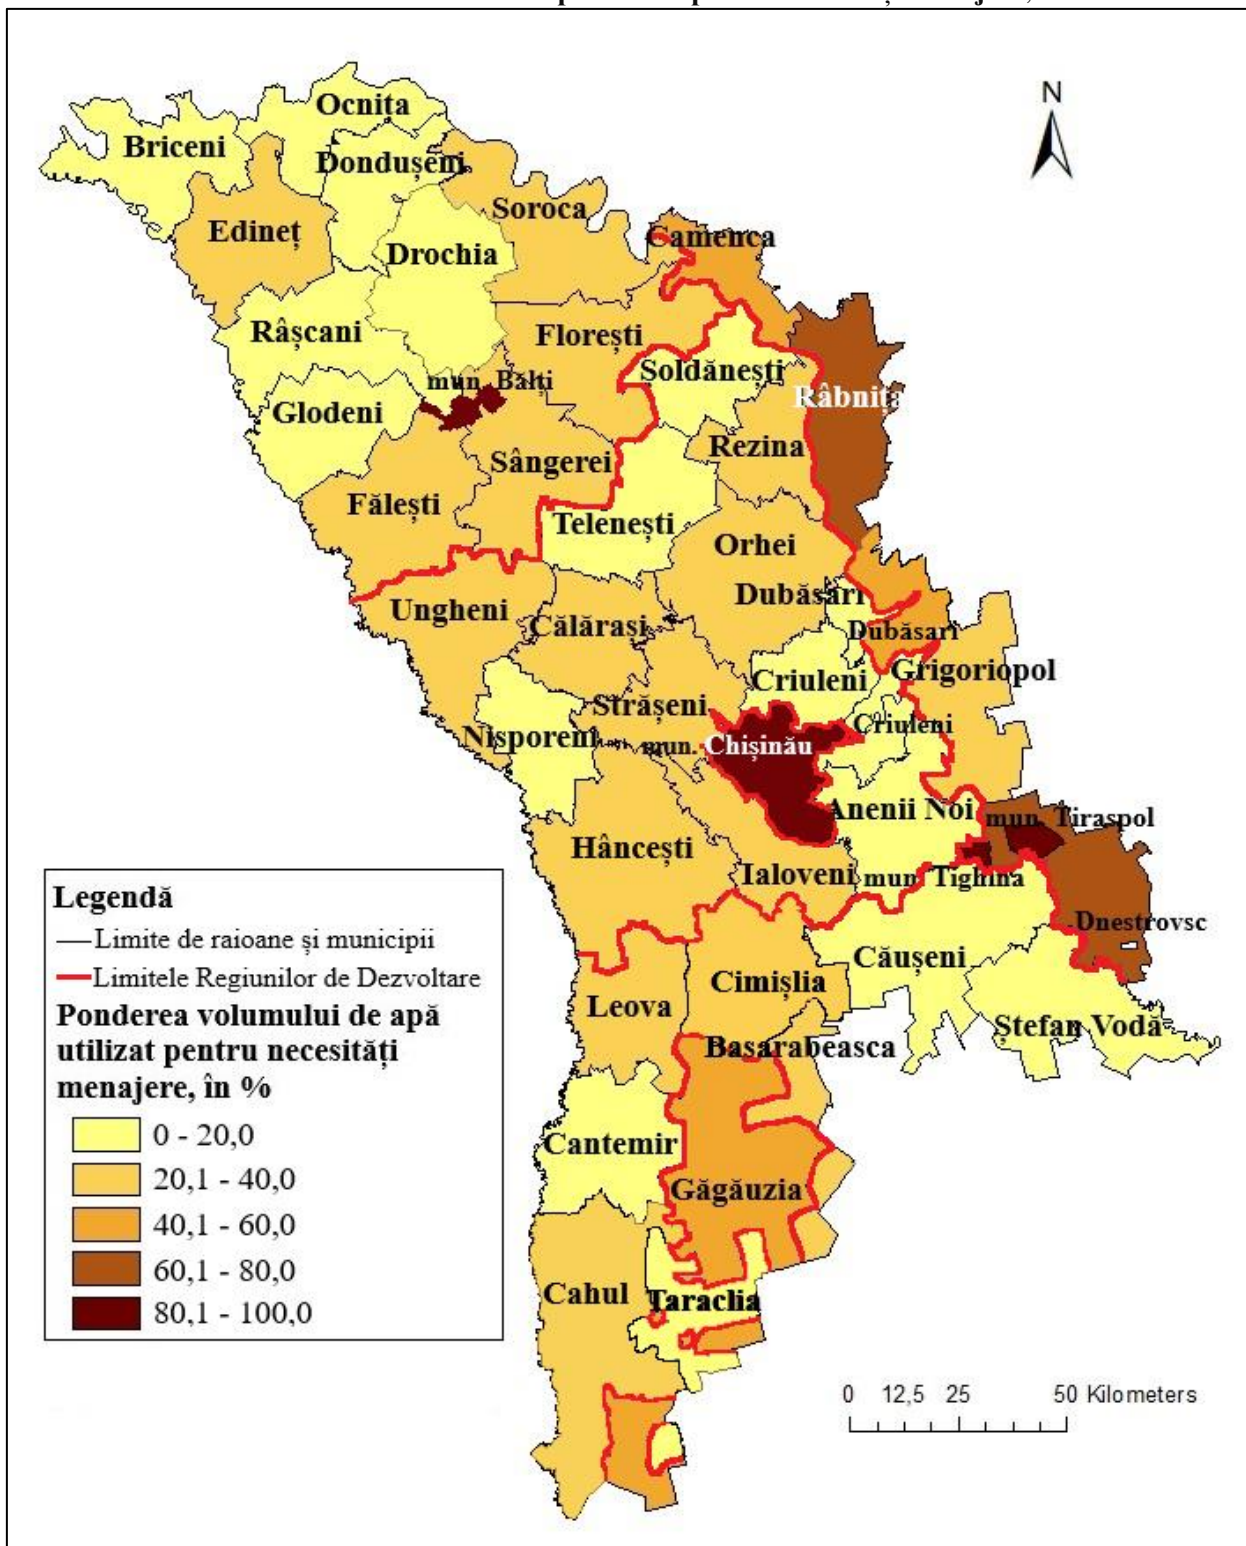 N
Ocnița
Briceni
Dondușeni
Soroca
Edineț
Camenca
Drochia
Râșcani
Florești
Șoldănești
mun. Bălți
Râbnița
Glodeni
Rezina
Sângerei
Fălești
Telenești
Orhei
Dubăsari
Ungheni
Călărași
Dubăsari
Grigoriopol
Criuleni
Strășeni
Criuleni
Nisporeni
mun. Chișinău
Anenii Noi
mun. Tiraspol
Hâncești
Ialoveni
mun. Tighina
Dnestrovsc
Căușeni
Cimișlia
Leova
Ștefan Vodă
Basarabeasca
Cantemir
Găgăuzia
Cahul
Taraclia
Legendă
Limite de raioane și municipii
Limitele Regiunilor de Dezvoltare
Ponderea volumului de apă
utilizat pentru necesități
menajere, în %
0 - 20,0
20,1 - 40,0
40,1 - 60,0
60,1 - 80,0
80,1 - 100,0
0 12,5 25 50 Kilometers